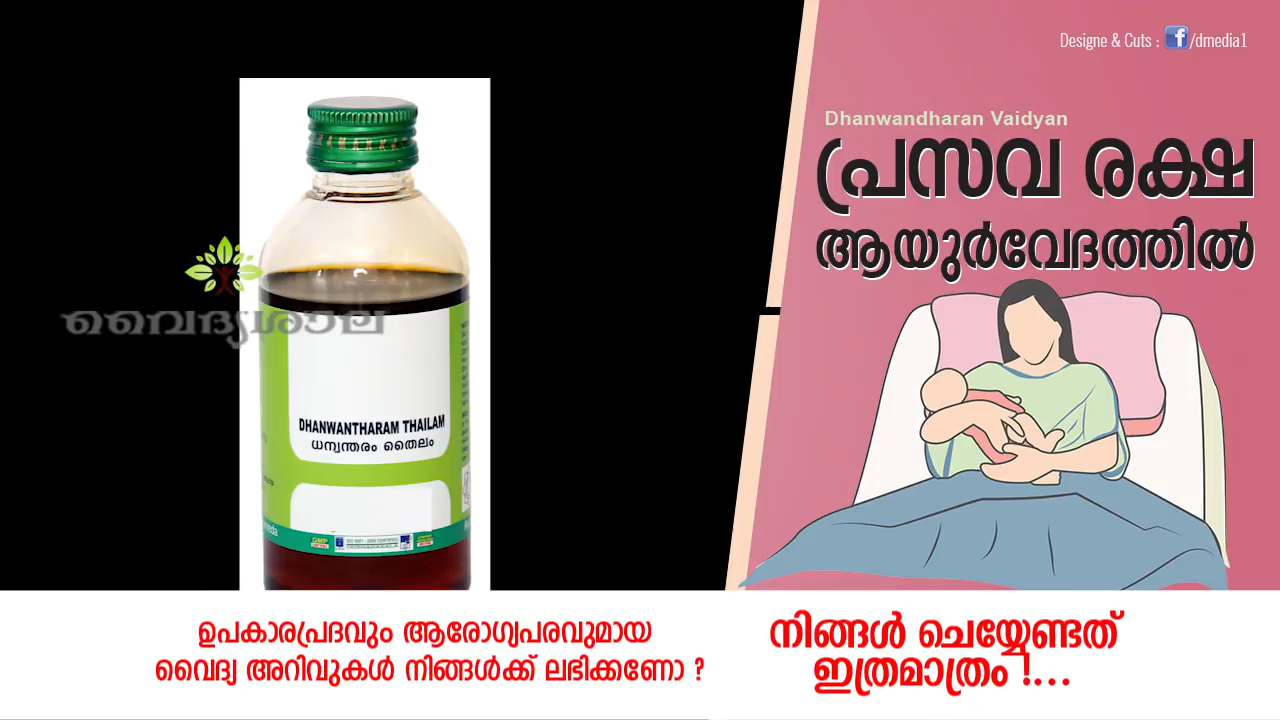 Designe & Cuts : f/dmedia1
Dhanwandharan Vaidyan
പ്രസവ രക്ഷ
ആയുർവേദത്തിൽ
വൈദ്യശാല
DHANWANTHARAM THAILAM
ധന്വന്തരം തൈലം
ഉപകാരപ്രദവും ആരോഗ്യപരവുമായ
വൈദ്യ അറിവുകൾ നിങ്ങൾക്ക് ലഭിക്കണോ ?
നിങ്ങൾ ചെയ്യേണ്ടത്
ഇത്രമാത്രം !...